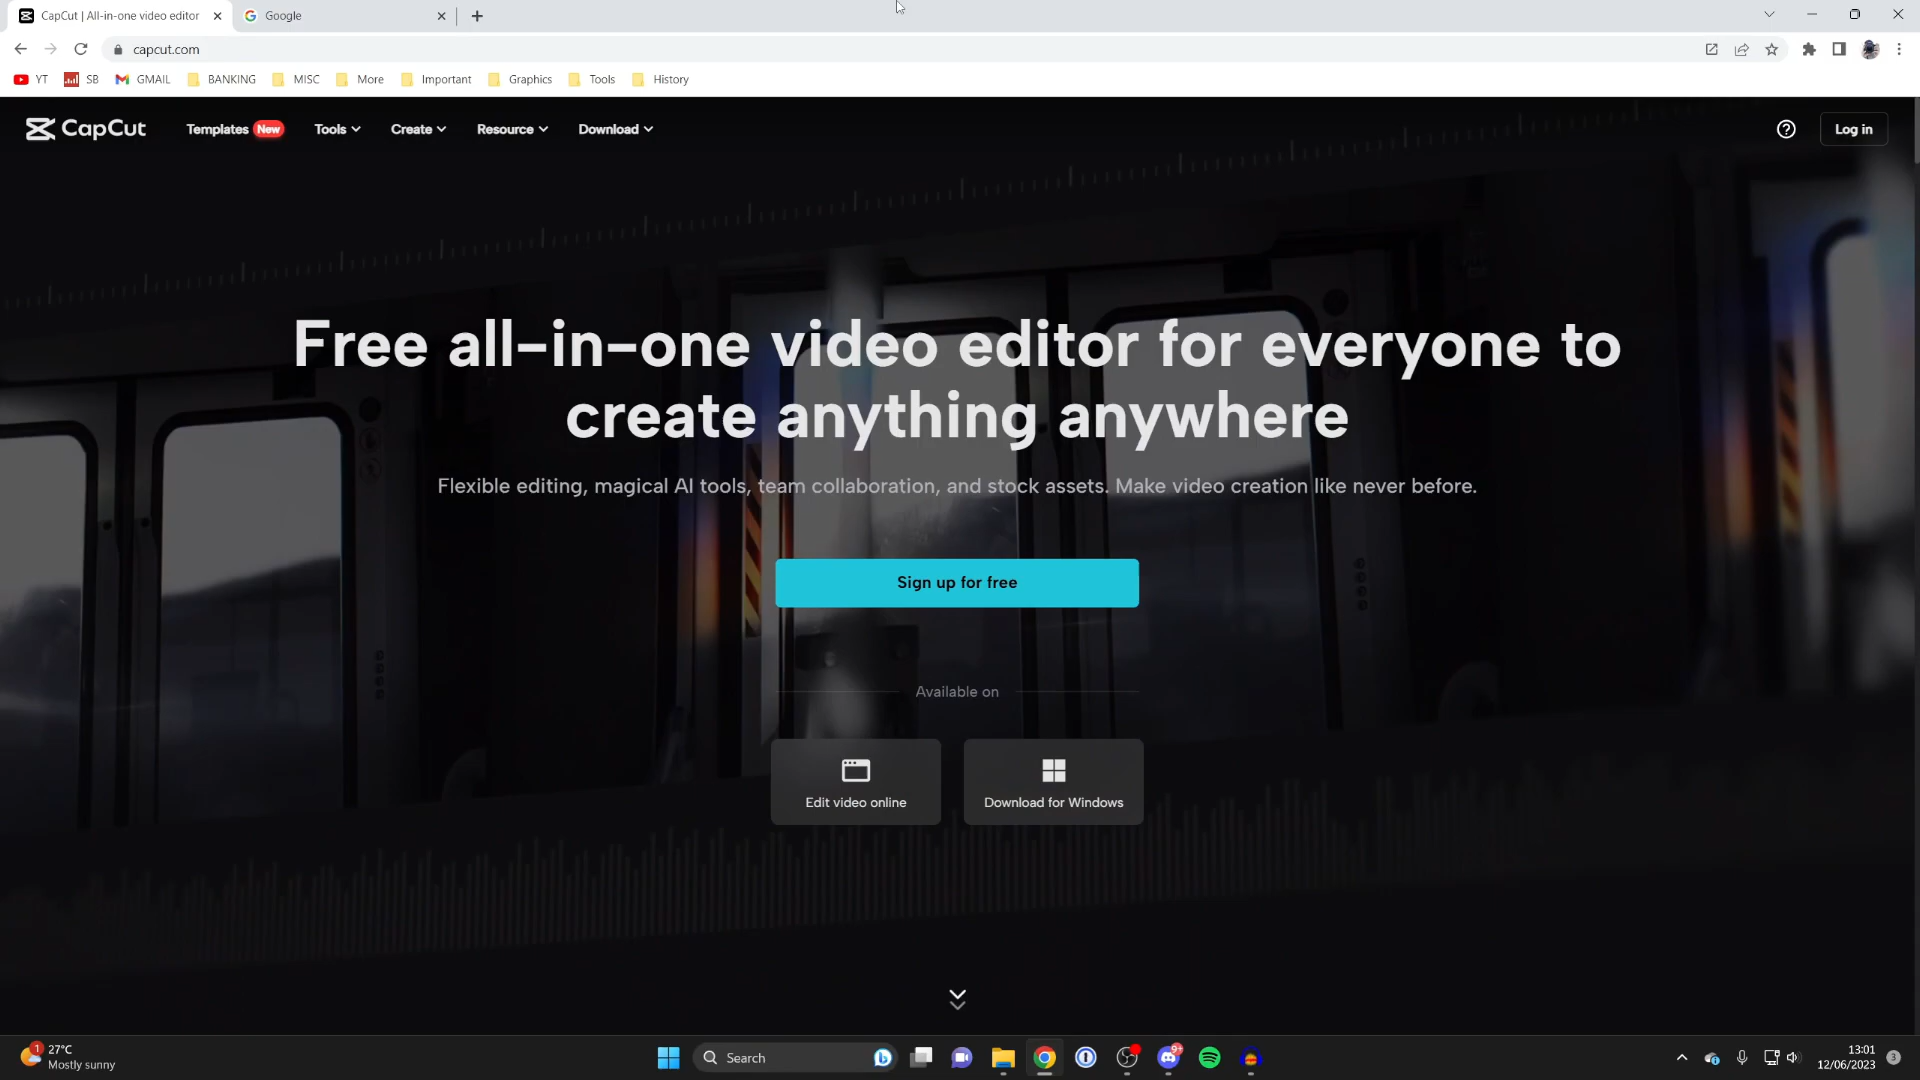 CapCut | All-in-one video editor
Google
capcut.com
YT
SB
GMAIL
BANKING
MISC
More
Important
Graphics
Tools
History
CapCut
Templates New
Tools
Create
Resource
Download
Log in
Free all-in-one video editor for everyone to
create anything anywhere
Flexible editing, magical AI tools, team collaboration, and stock assets. Make video creation like never before.
Sign up for free
Available on
Edit video online
Download for Windows
1
27°C
Mostly sunny
Search
9+
13:01
12/06/2023
3